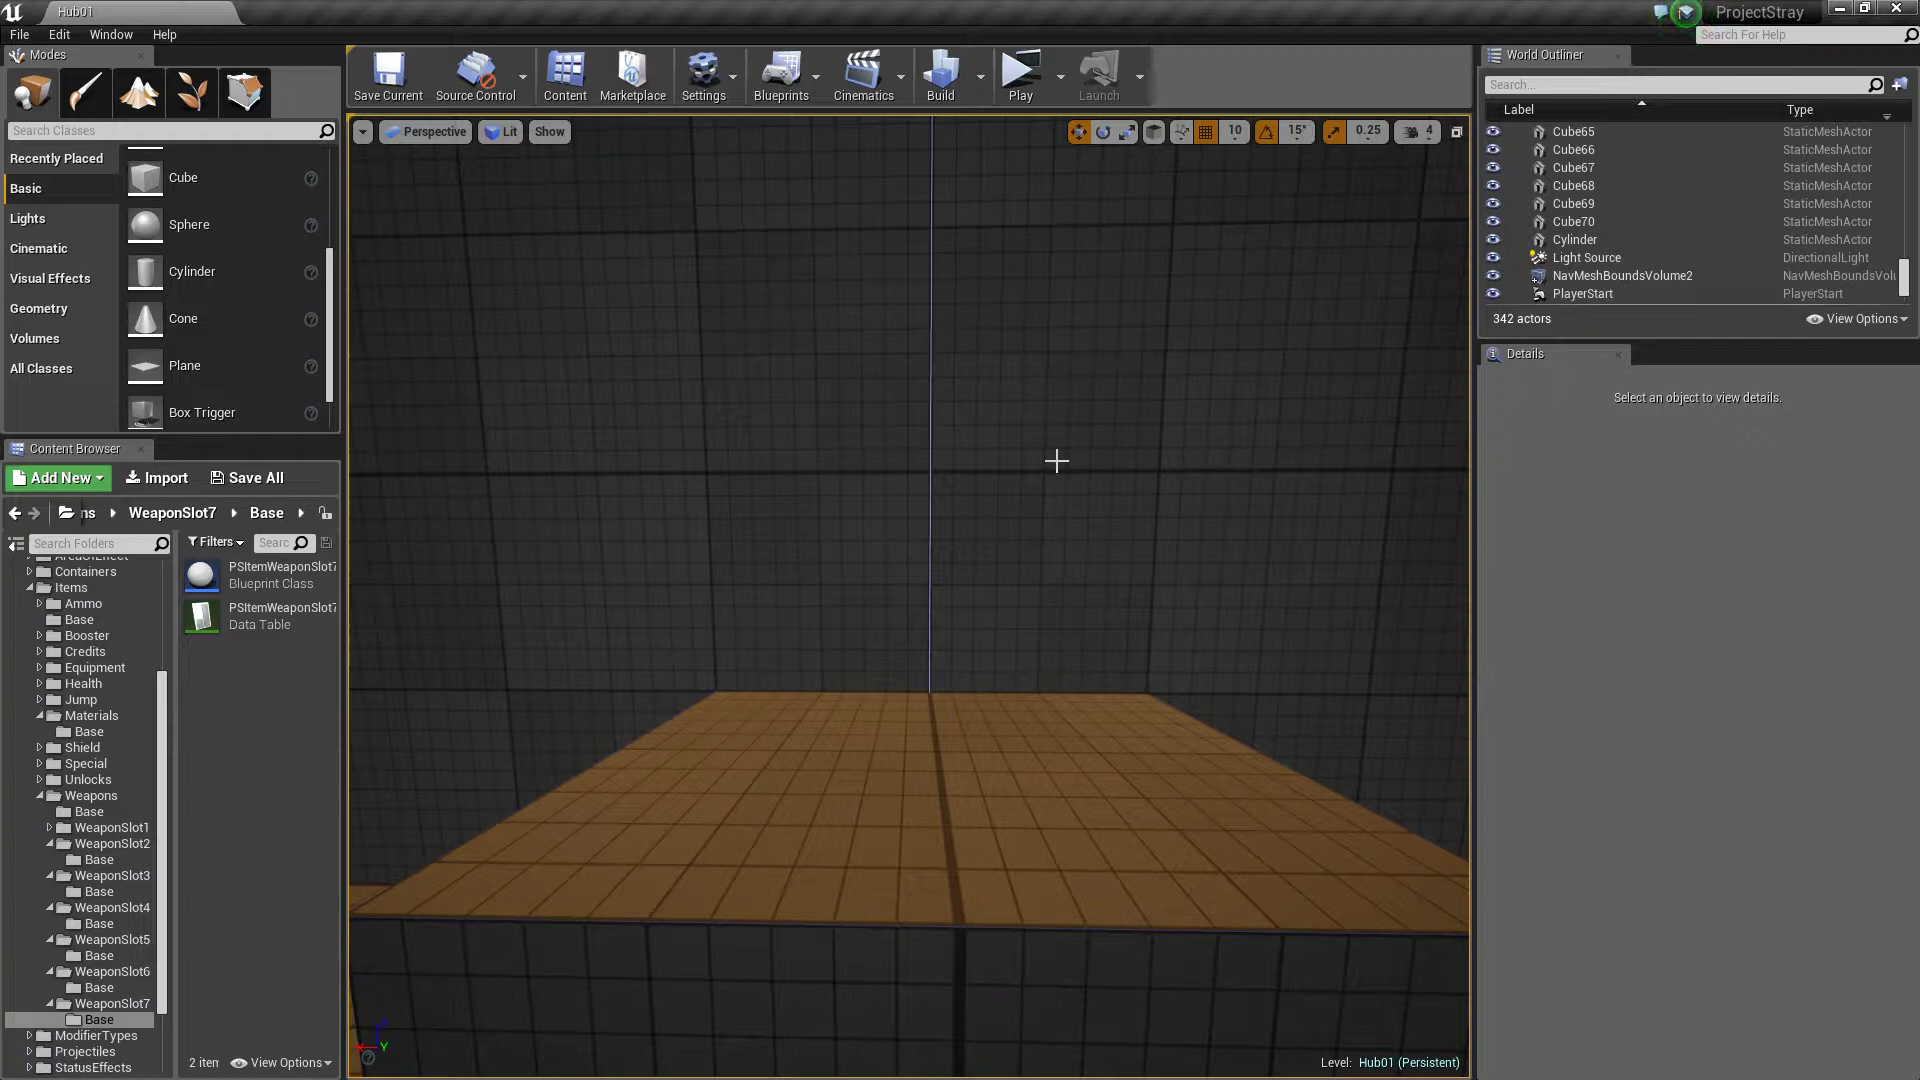 Hub01
ProjectStray
File Edit Window Help
Search For Help
Modes
Search Classes
Recently Placed
Basic
Lights
Cinematic
Visual Effects
Geometry
Volumes
All Classes
Cube
Sphere
Cylinder
Cone
Plane
Box Trigger
Content Browser
Add New Import Save All
ns WeaponSlot7 Base
Search Folders
Containers
Items
Ammo
Base
Booster
Credits
Equipment
Health
Jump
Materials
Base
Shield
Special
Unlocks
Weapons
Base
WeaponSlot1
WeaponSlot2
Base
WeaponSlot3
Base
WeaponSlot4
Base
WeaponSlot5
Base
WeaponSlot6
Base
WeaponSlot7
Base
ModifierTypes
Projectiles
StatusEffects
Filters Searc
PSItemWeaponSlot7
Blueprint Class
PSItemWeaponSlot7
Data Table
2 item View Options
Save Current Source Control Content Marketplace Settings Blueprints Cinematics Build Play Launch
Perspective Lit Show
10 15° 0.25 4
Y
Level: Hub01 (Persistent)
World Outliner
Search...
Label Type
Cube65 StaticMeshActor
Cube66 StaticMeshActor
Cube67 StaticMeshActor
Cube68 StaticMeshActor
Cube69 StaticMeshActor
Cube70 StaticMeshActor
Cylinder StaticMeshActor
Light Source DirectionalLight
NavMeshBoundsVolume2 NavMeshBoundsVolu
PlayerStart PlayerStart
342 actors View Options
Details
Select an object to view details.